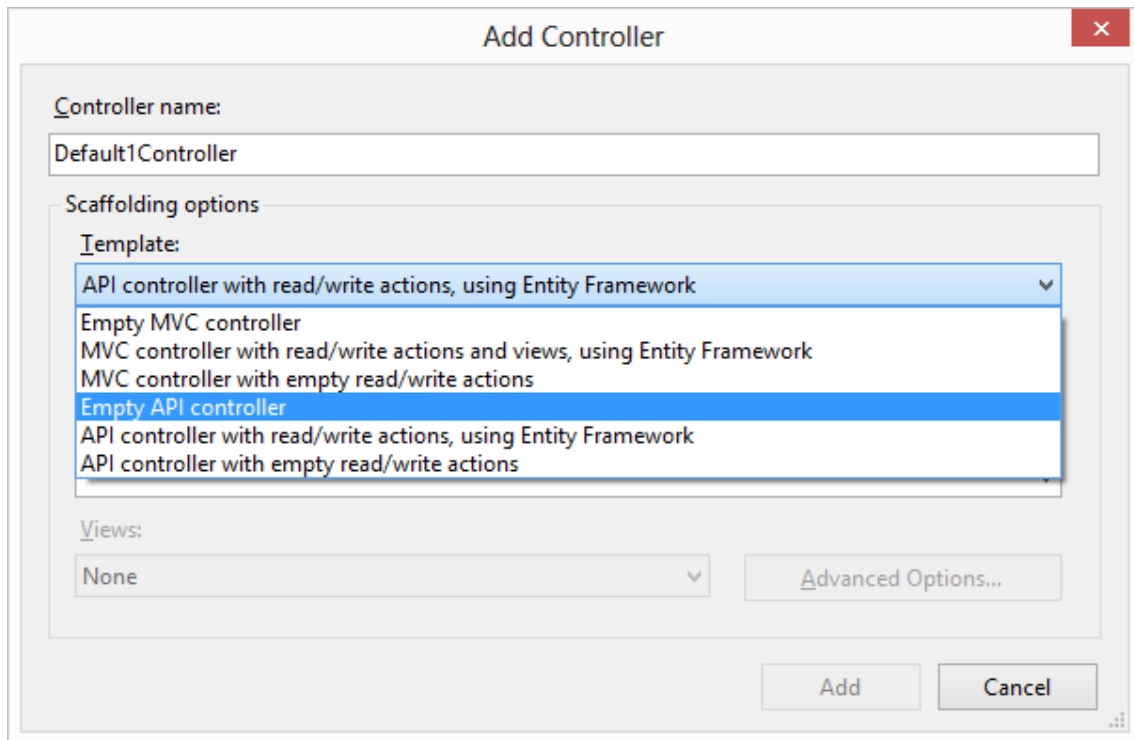 Add Controller
Controller name:
Default1Controller
Scaffolding options
Template:
API controller with read/write actions, using Entity Framework
Empty MVC controller
MVC controller with read/write actions and views, using Entity Framework
MVC controller with empty read/write actions
Empty API controller
API controller with read/write actions, using Entity Framework
API controller with empty read/write actions
Views:
None
Advanced Options...
Add
Cancel